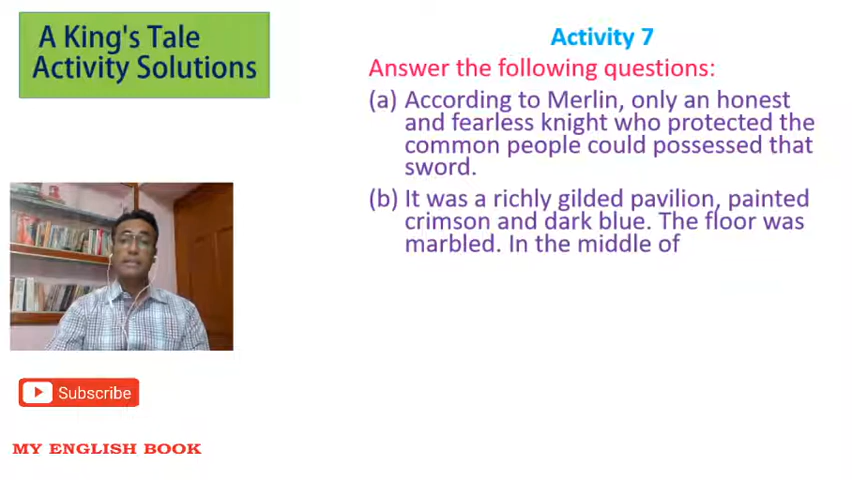 A King's Tale
Activity Solutions
Activity 7
Answer the following questions:
(a) According to Merlin, only an honest
and fearless knight who protected the
common people could possessed that
sword.
(b) It was a richly gilded pavilion, painted
crimson and dark blue. The floor was
marbled. In the middle of
Subscribe
MY ENGLISH BOOK